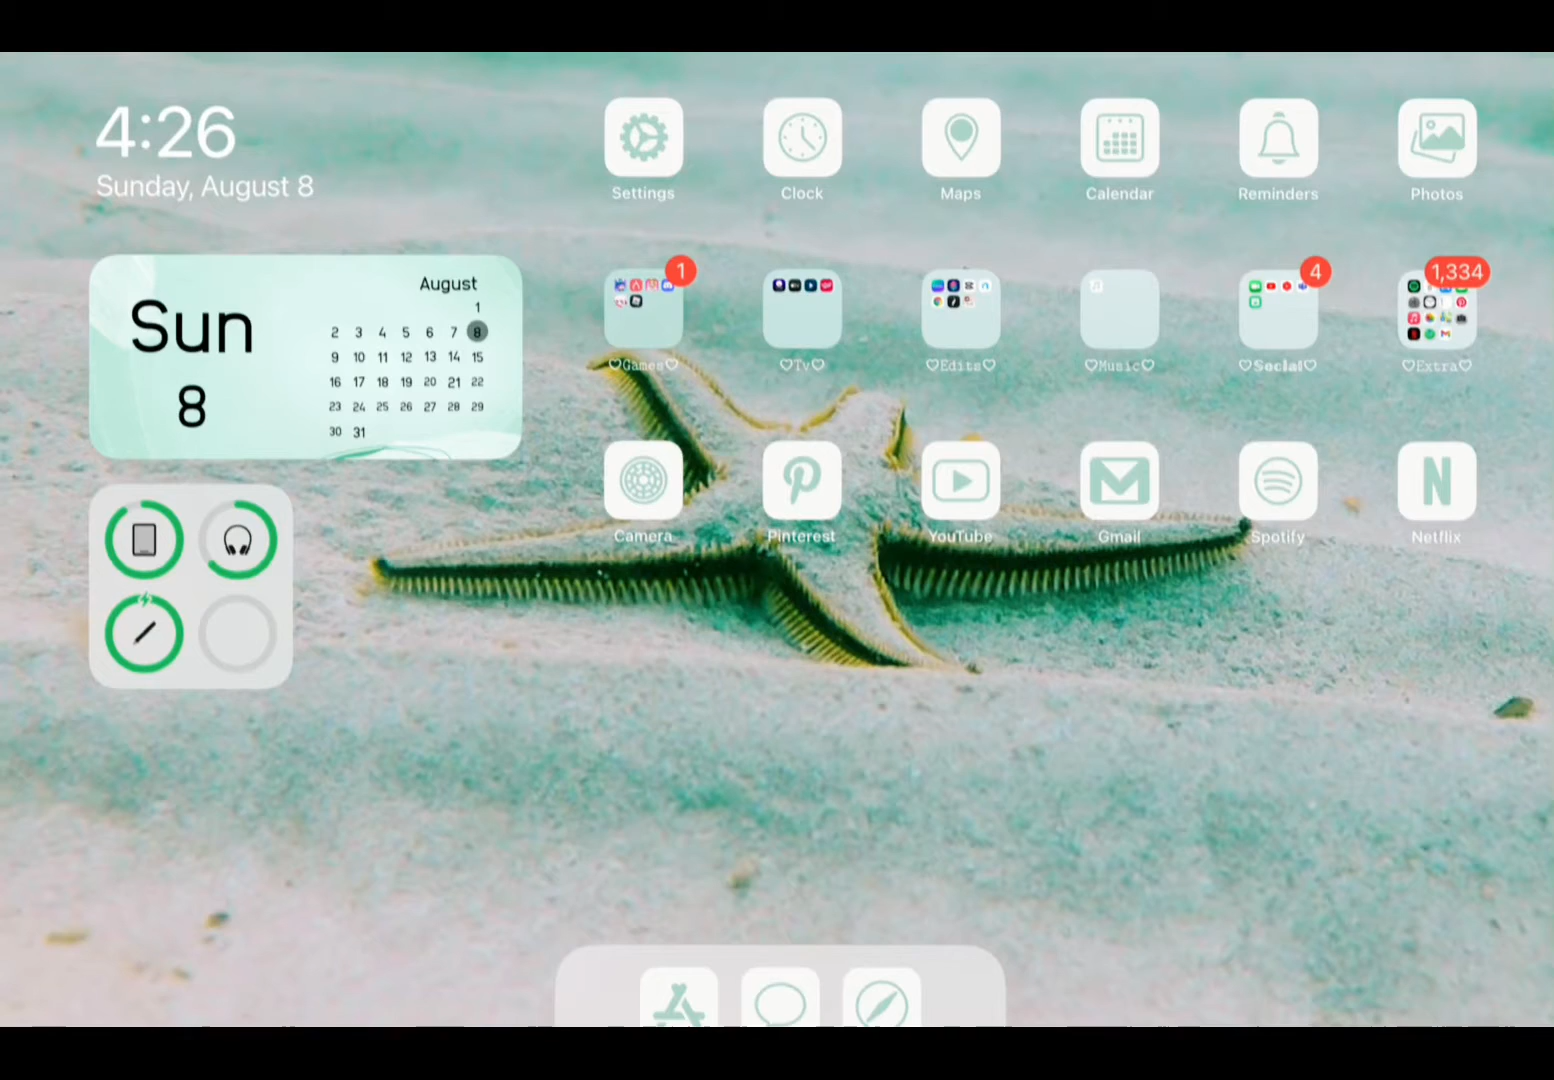 4:26
Sunday, August 8
Settings Clock Maps Calendar Reminders Photos
Sun
8
August
1
2 3 4 5 6 7 8
9 10 11 12 13 14 15
16 17 18 19 20 21 22
23 24 25 26 27 28 29
30 31
1 4 1,334
♡Games♡ ♡Tv♡ ♡Edits♡ ♡Music♡ ♡Social♡ ♡Extra♡
Camera Pinterest YouTube Gmail Spotify Netflix